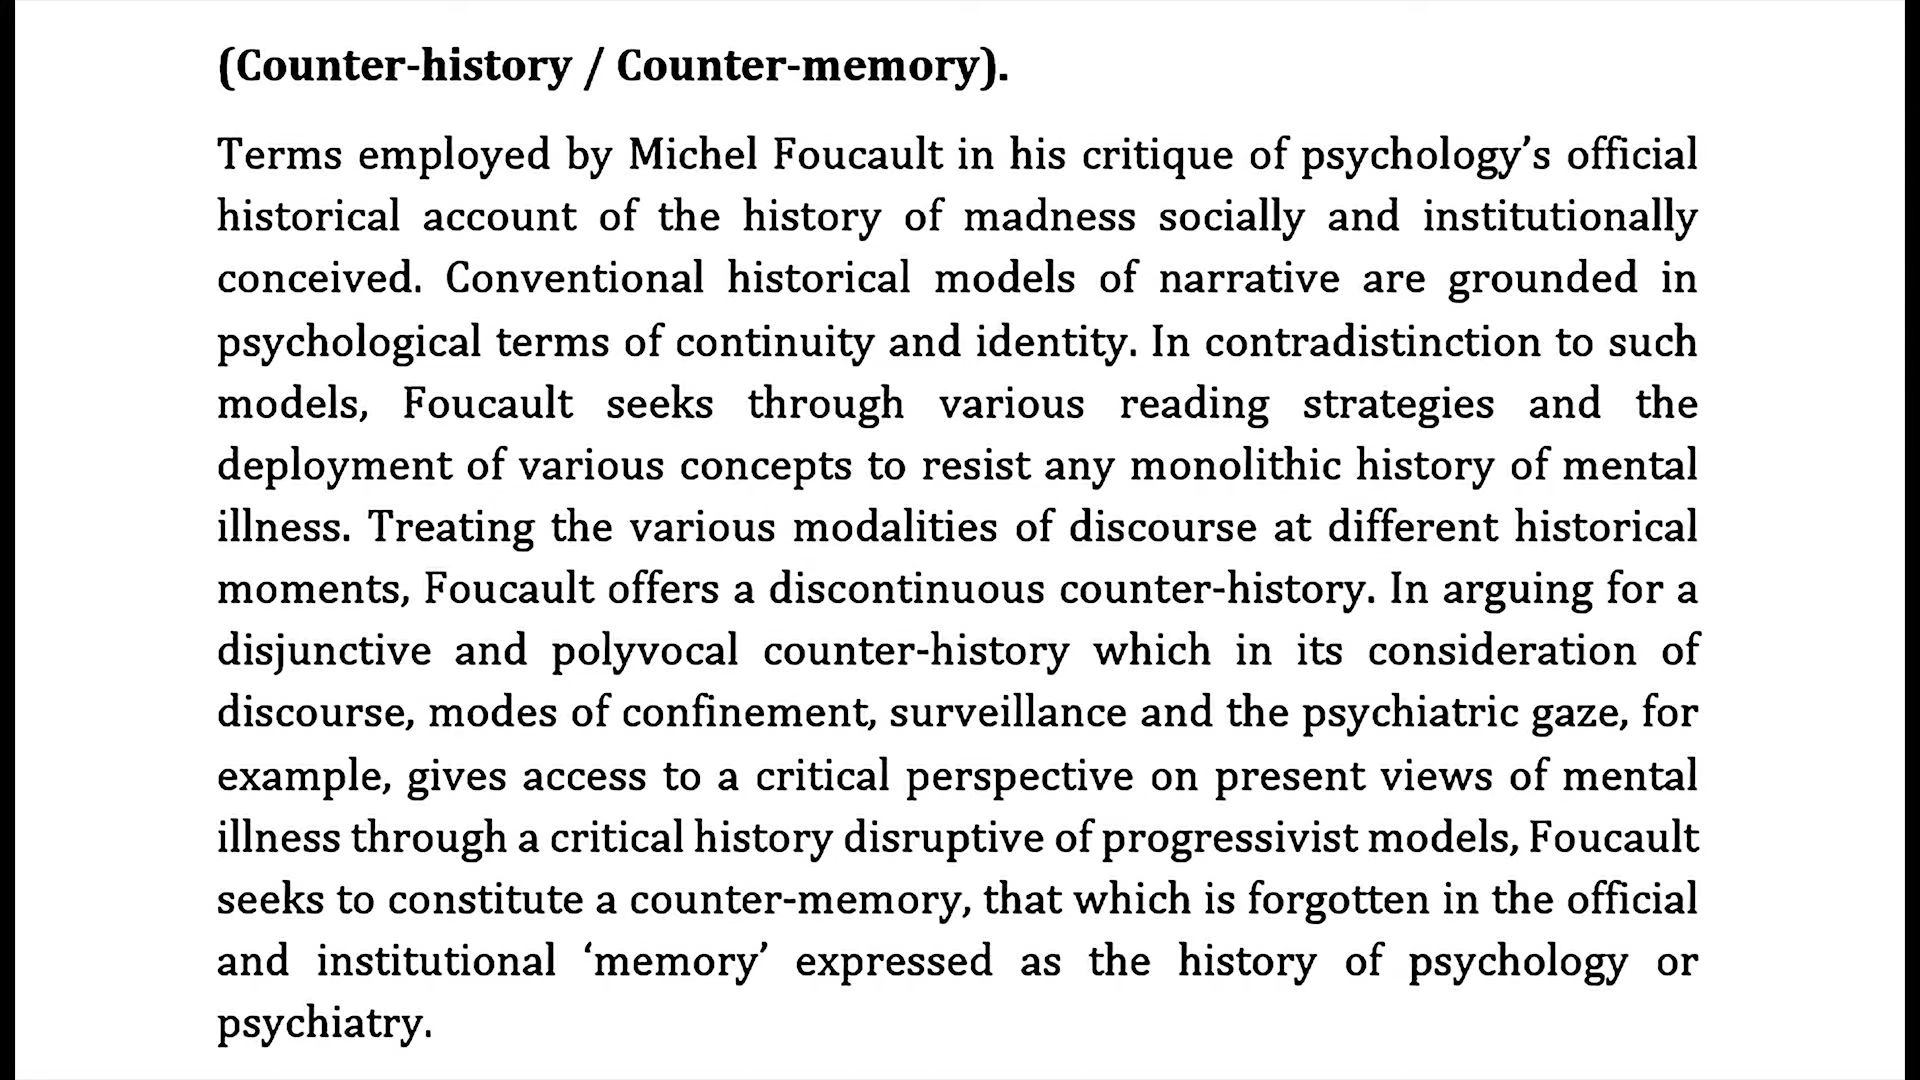 (Counter-history / Counter-memory).
Terms employed by Michel Foucault in his critique of psychology’s official
historical account of the history of madness socially and institutionally
conceived. Conventional historical models of narrative are grounded in
psychological terms of continuity and identity. In contradistinction to such
models, Foucault seeks through various reading strategies and the
deployment of various concepts to resist any monolithic history of mental
illness. Treating the various modalities of discourse at different historical
moments, Foucault offers a discontinuous counter-history. In arguing for a
disjunctive and polyvocal counter-history which in its consideration of
discourse, modes of confinement, surveillance and the psychiatric gaze, for
example, gives access to a critical perspective on present views of mental
illness through a critical history disruptive of progressivist models, Foucault
seeks to constitute a counter-memory, that which is forgotten in the official
and institutional ‘memory’ expressed as the history of psychology or
psychiatry.